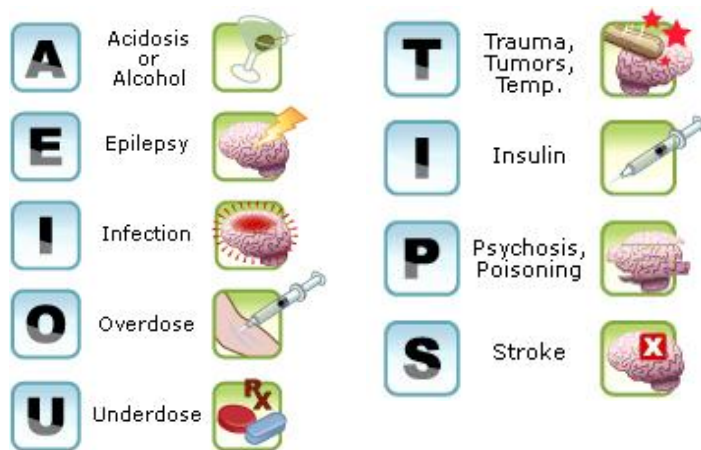 A
Acidosis
or
Alcohol
E
Epilepsy
I
Infection
O
Overdose
U
Underdose
RX
T
Trauma,
Tumors,
Temp.
I
Insulin
P
Psychosis,
Poisoning
S
Stroke
X